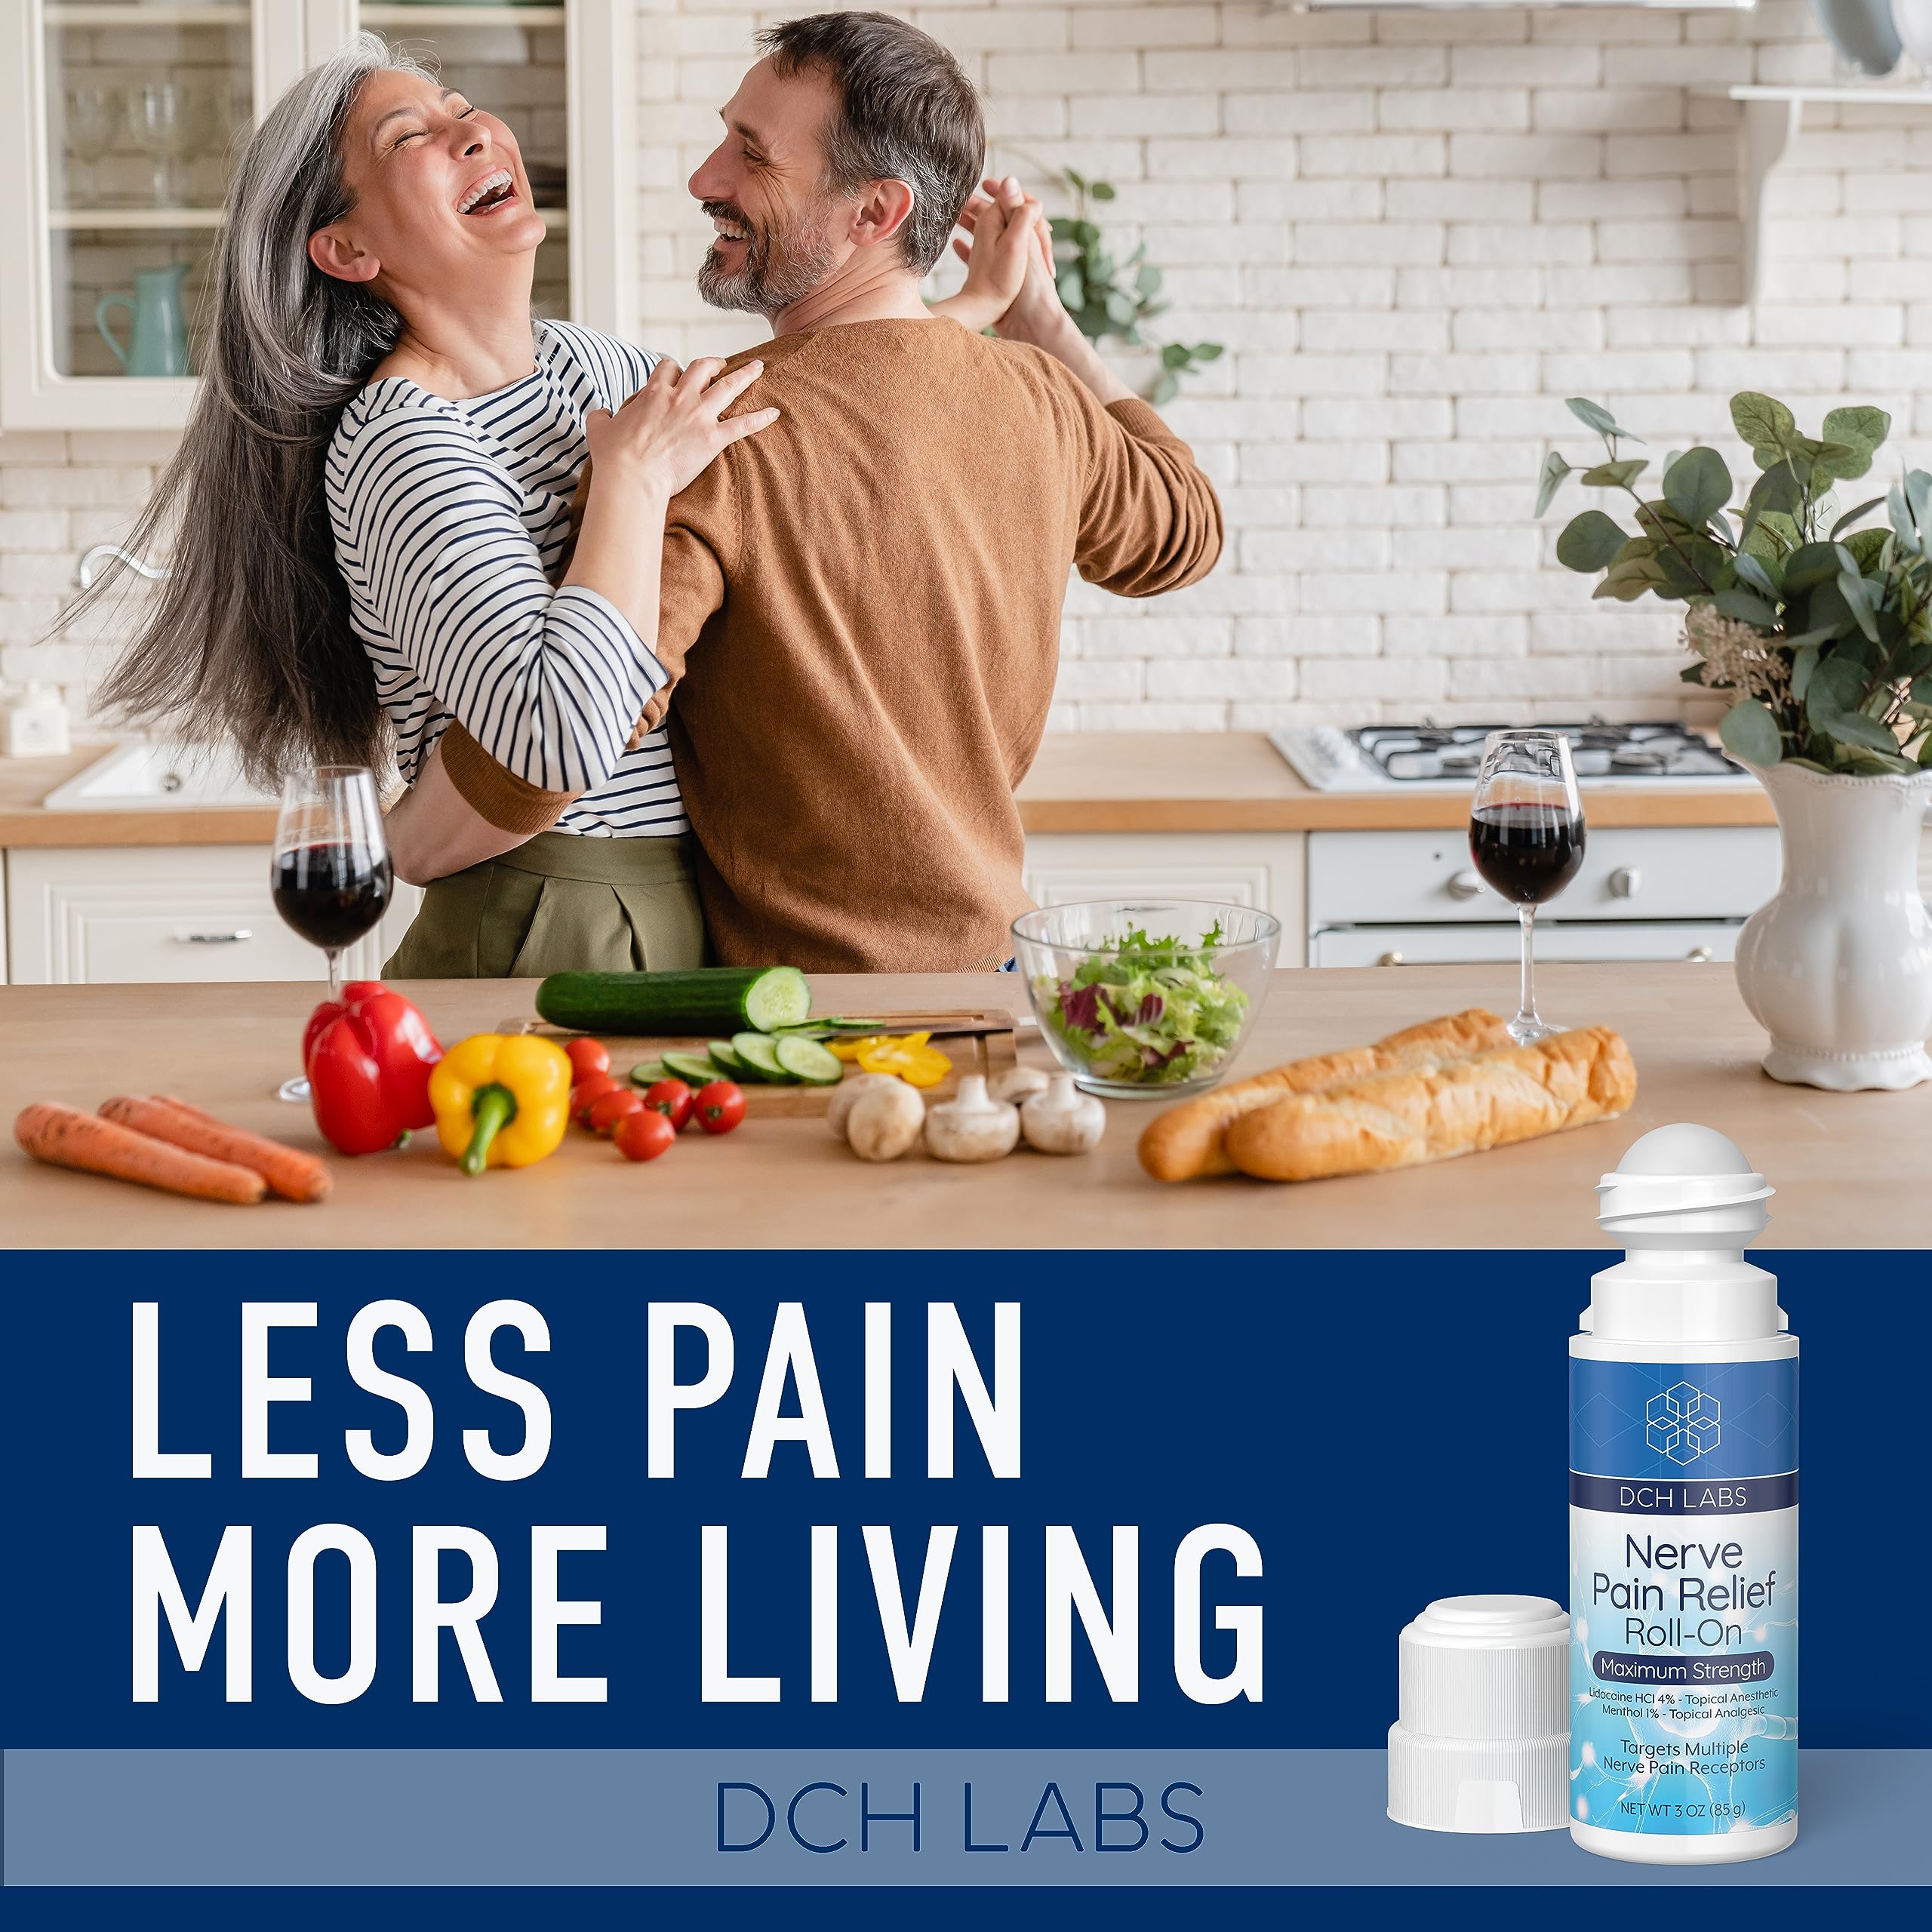 LESS PAIN
MORE LIVING
DCH LABS
DCH LABS
Nerve
Pain Relief
Roll-On
Maximum Strength
Lidocaine HCl 4% - Topical Anesthetic
Menthol 1% - Topical Analgesic
Targets Multiple
Nerve Pain Receptors
NET WT 3 OZ (85 g)